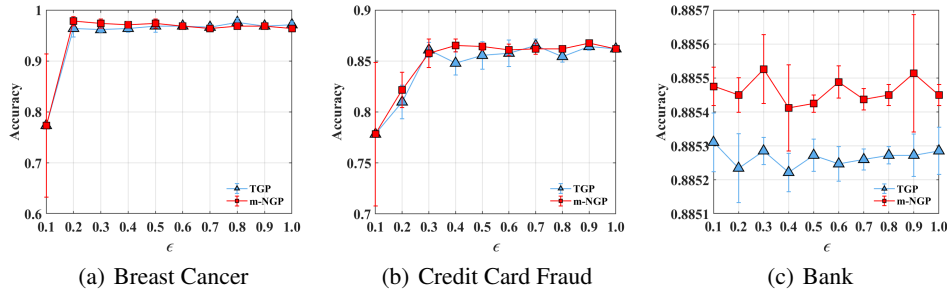 1
0.9
0.8
0.7
0.6
Accuracy
0.1 0.2 0.3 0.4 0.5 0.6 0.7 0.8 0.9 1.0
ϵ
TGP
m-NGP
(a) Breast Cancer
0.9
0.85
0.8
0.75
0.7
Accuracy
0.1 0.2 0.3 0.4 0.5 0.6 0.7 0.8 0.9 1.0
ϵ
TGP
m-NGP
(b) Credit Card Fraud
0.8857
0.8856
0.8855
0.8854
0.8853
0.8852
0.8851
Accuracy
0.1 0.2 0.3 0.4 0.5 0.6 0.7 0.8 0.9 1.0
ϵ
TGP
m-NGP
(c) Bank